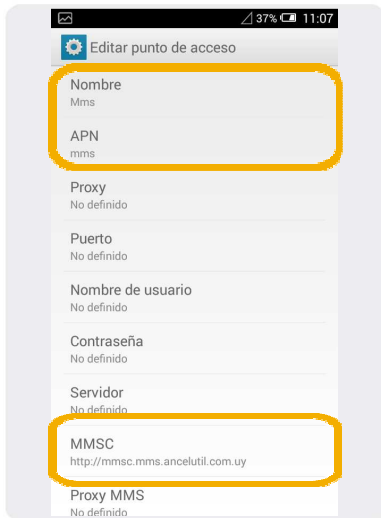 37% 11:07
Editar punto de acceso
Nombre
Mms
APN
mms
Proxy
No definido
Puerto
No definido
Nombre de usuario
No definido
Contraseña
No definido
Servidor
No definido
MMSC
http://mmsc.mms.ancelutil.com.uy
Proxy MMS
No definido